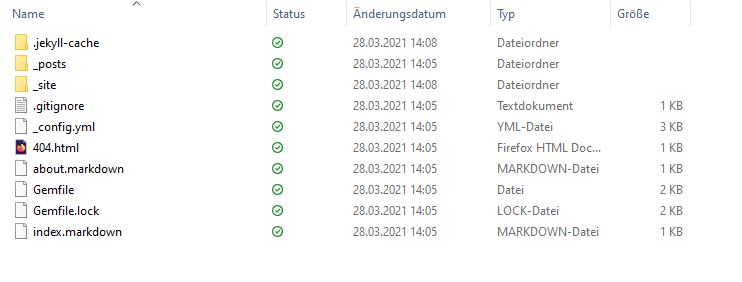 Name Status Änderungsdatum Typ Größe
.jekyll-cache 28.03.2021 14:08 Dateiordner
_posts 28.03.2021 14:05 Dateiordner
_site 28.03.2021 14:08 Dateiordner
.gitignore 28.03.2021 14:05 Textdokument 1 KB
_config.yml 28.03.2021 14:05 YML-Datei 3 KB
404.html 28.03.2021 14:05 Firefox HTML Doc... 1 KB
about.markdown 28.03.2021 14:05 MARKDOWN-Datei 1 KB
Gemfile 28.03.2021 14:05 Datei 2 KB
Gemfile.lock 28.03.2021 14:05 LOCK-Datei 2 KB
index.markdown 28.03.2021 14:05 MARKDOWN-Datei 1 KB